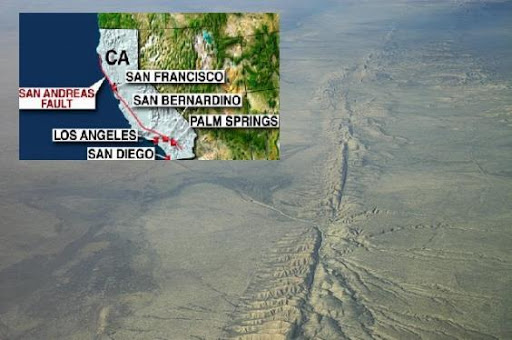 CA
SAN FRANCISCO
SAN ANDREAS
FAULT
SAN BERNARDINO
PALM SPRINGS
LOS ANGELES
SAN DIEGO